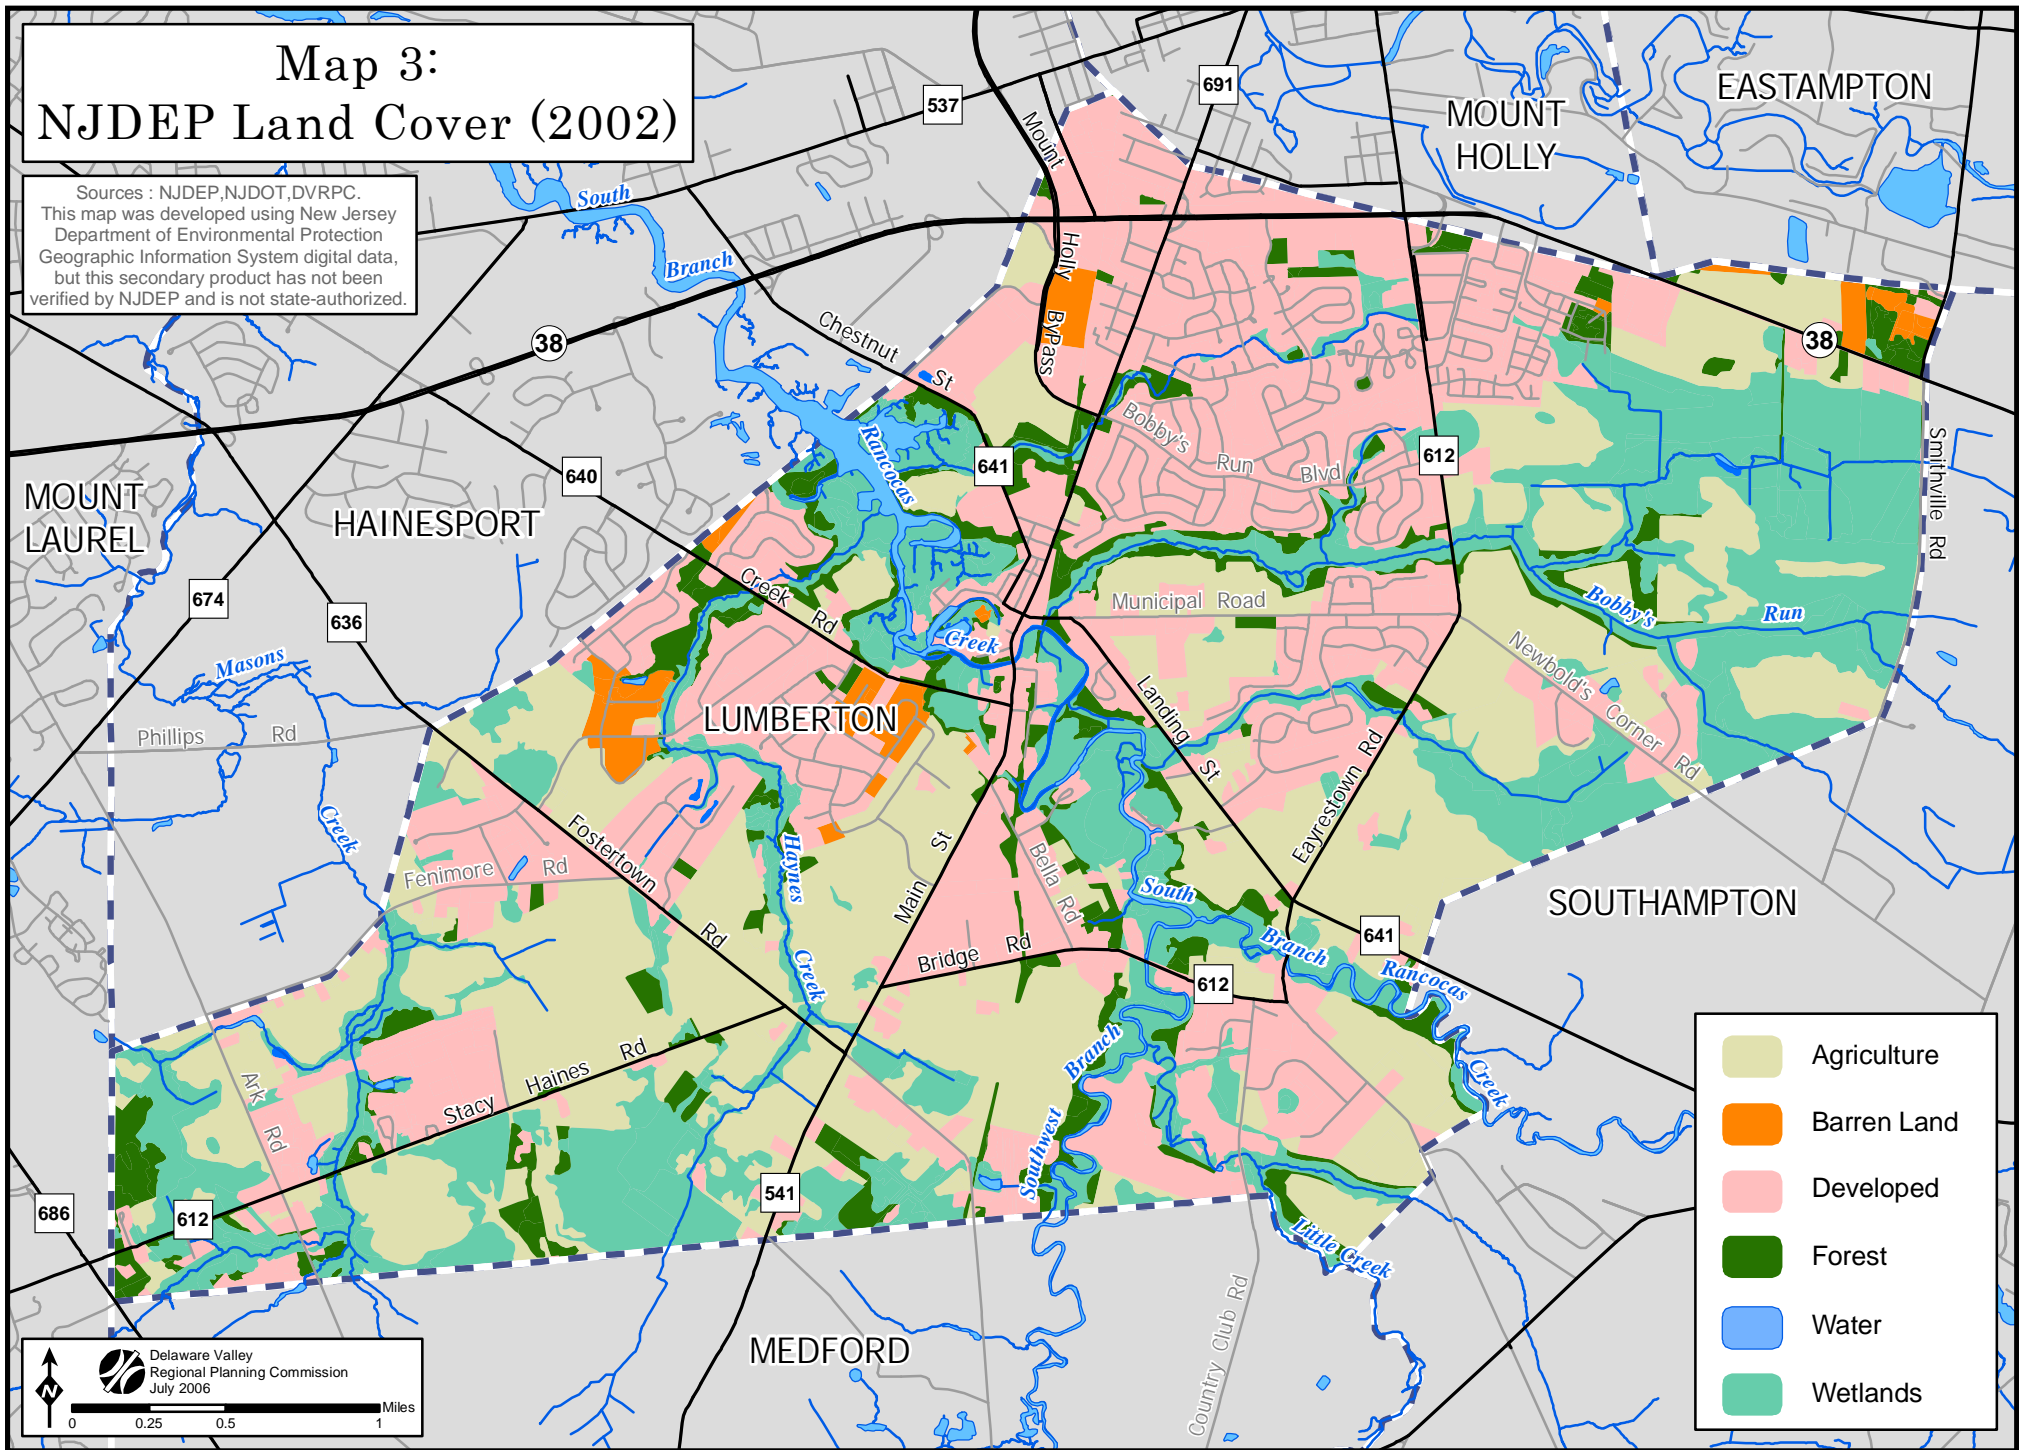 Map 3:
NJDEP Land Cover (2002)
Sources : NJDEP,NJDOT,DVRPC.
This map was developed using New Jersey
Department of Environmental Protection
Geographic Information System digital data,
but this secondary product has not been
verified by NJDEP and is not state-authorized.
537
691
MOUNT
HOLLY
EASTAMPTON
Mount
Holly
ByPass
South
Branch
Rancocas
Creek
38
38
Chestnut
St
640
641
612
Bobby's
Run
Blvd
Smithville Rd
MOUNT
LAUREL
HAINESPORT
674
636
Creek
Rd
Municipal Road
Bobby's
Run
Newbold's
Corner
Rd
Masons
Creek
Phillips Rd
LUMBERTON
Landing
St
Eayrestown Rd
Fostertown
Rd
Fenimore Rd
Haynes
Creek
Main
St
Bella Rd
Bridge Rd
South
Branch
Rancocas
Creek
641
612
SOUTHAMPTON
Ark
Rd
Stacy
Haines
Rd
Southwest
Branch
541
686
612
Little Creek
Country Club Rd
MEDFORD
Agriculture
Barren Land
Developed
Forest
Water
Wetlands
N
Delaware Valley
Regional Planning Commission
July 2006
Miles
0 0.25 0.5 1